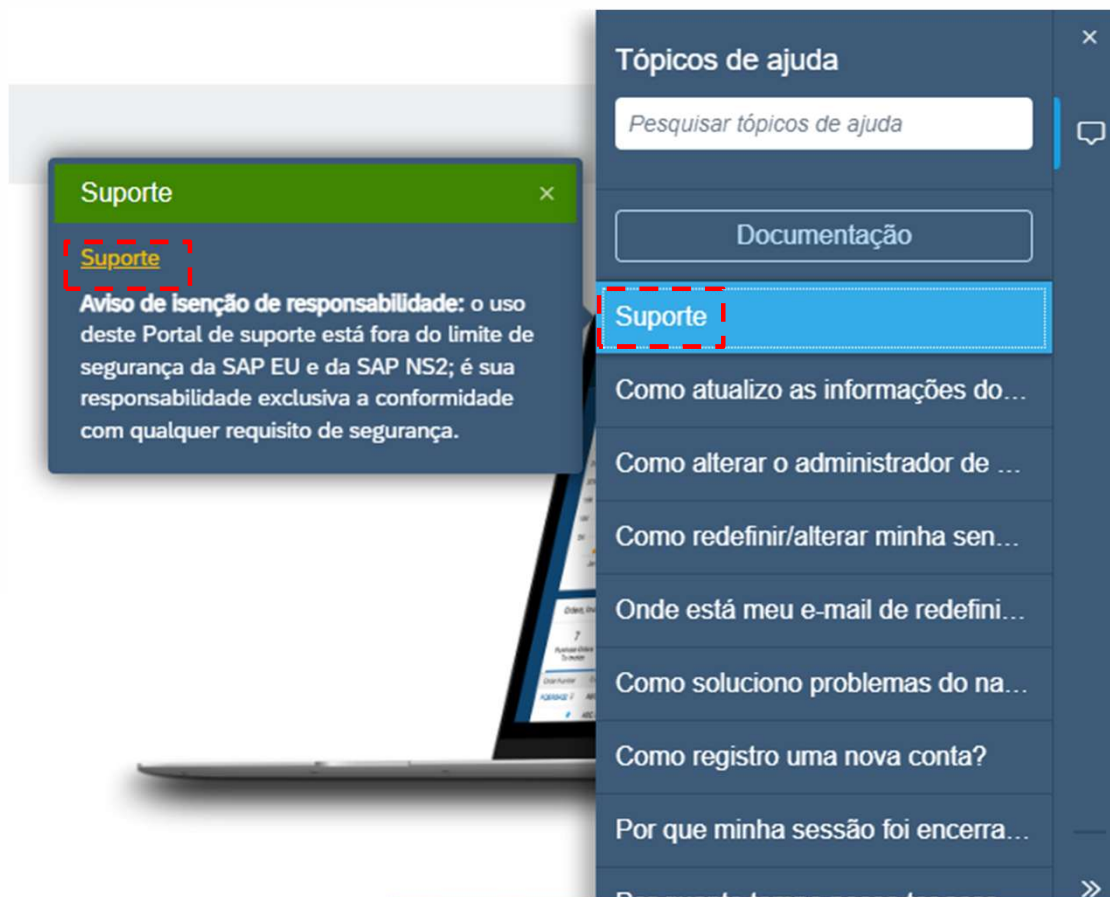 Tópicos de ajuda
Pesquisar tópicos de ajuda
Documentação
Suporte
Como atualizo as informações do...
Como alterar o administrador de ...
Como redefinir/alterar minha sen...
Onde está meu e-mail de redefini...
Como soluciono problemas do na...
Como registro uma nova conta?
Por que minha sessão foi encerra...
Suporte
Suporte
Aviso de isenção de responsabilidade: o uso
deste Portal de suporte está fora do limite de
segurança da SAP EU e da SAP NS2; é sua
responsabilidade exclusiva a conformidade
com qualquer requisito de segurança.
7